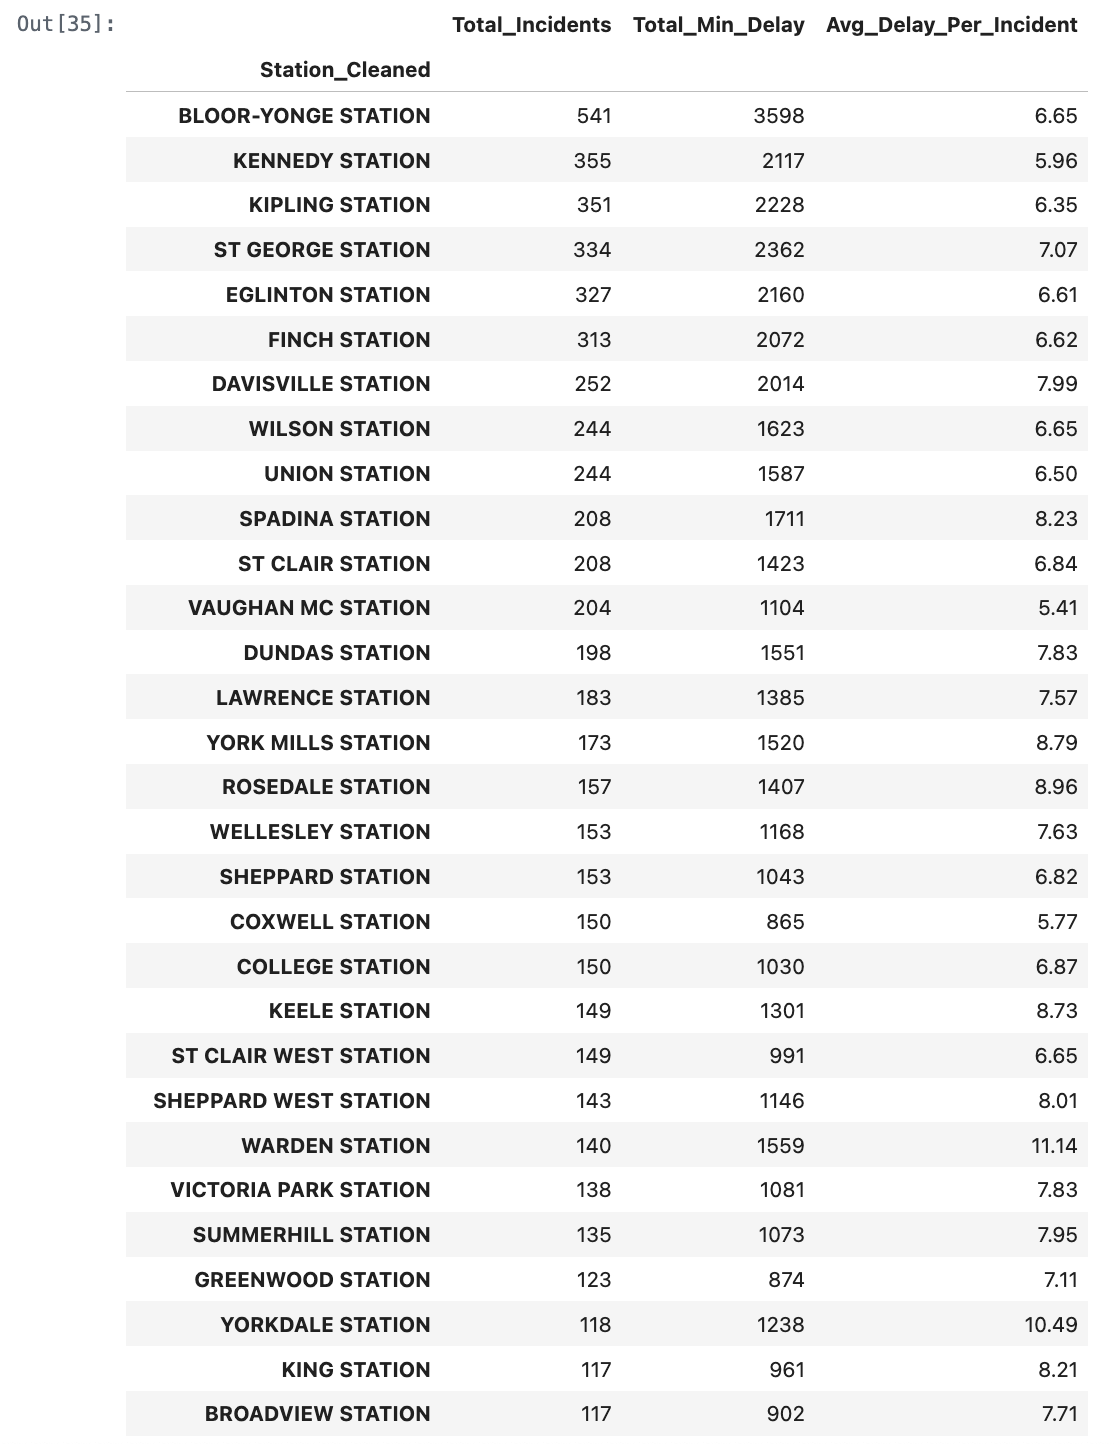 Out[35]:
Total_Incidents Total_Min_Delay Avg_Delay_Per_Incident
Station_Cleaned
BLOOR-YONGE STATION 541 3598 6.65
KENNEDY STATION 355 2117 5.96
KIPLING STATION 351 2228 6.35
ST GEORGE STATION 334 2362 7.07
EGLINTON STATION 327 2160 6.61
FINCH STATION 313 2072 6.62
DAVISVILLE STATION 252 2014 7.99
WILSON STATION 244 1623 6.65
UNION STATION 244 1587 6.50
SPADINA STATION 208 1711 8.23
ST CLAIR STATION 208 1423 6.84
VAUGHAN MC STATION 204 1104 5.41
DUNDAS STATION 198 1551 7.83
LAWRENCE STATION 183 1385 7.57
YORK MILLS STATION 173 1520 8.79
ROSEDALE STATION 157 1407 8.96
WELLESLEY STATION 153 1168 7.63
SHEPPARD STATION 153 1043 6.82
COXWELL STATION 150 865 5.77
COLLEGE STATION 150 1030 6.87
KEELE STATION 149 1301 8.73
ST CLAIR WEST STATION 149 991 6.65
SHEPPARD WEST STATION 143 1146 8.01
WARDEN STATION 140 1559 11.14
VICTORIA PARK STATION 138 1081 7.83
SUMMERHILL STATION 135 1073 7.95
GREENWOOD STATION 123 874 7.11
YORKDALE STATION 118 1238 10.49
KING STATION 117 961 8.21
BROADVIEW STATION 117 902 7.71